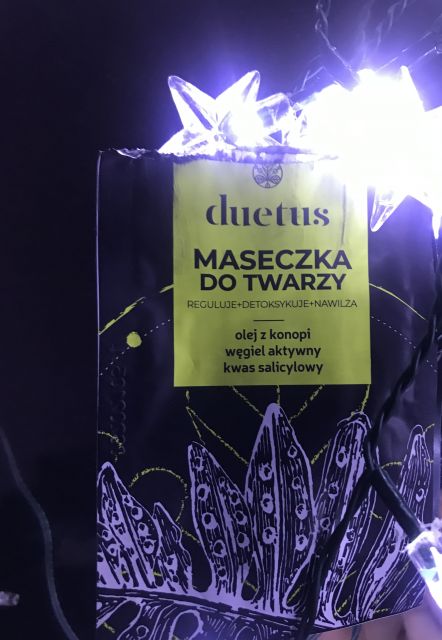 duetus
MASECZKA
DO TWARZY
REGULUJE+DETOKSYKUJE+NAWILŻA
olej z konopi
węgiel aktywny
kwas salicylowy